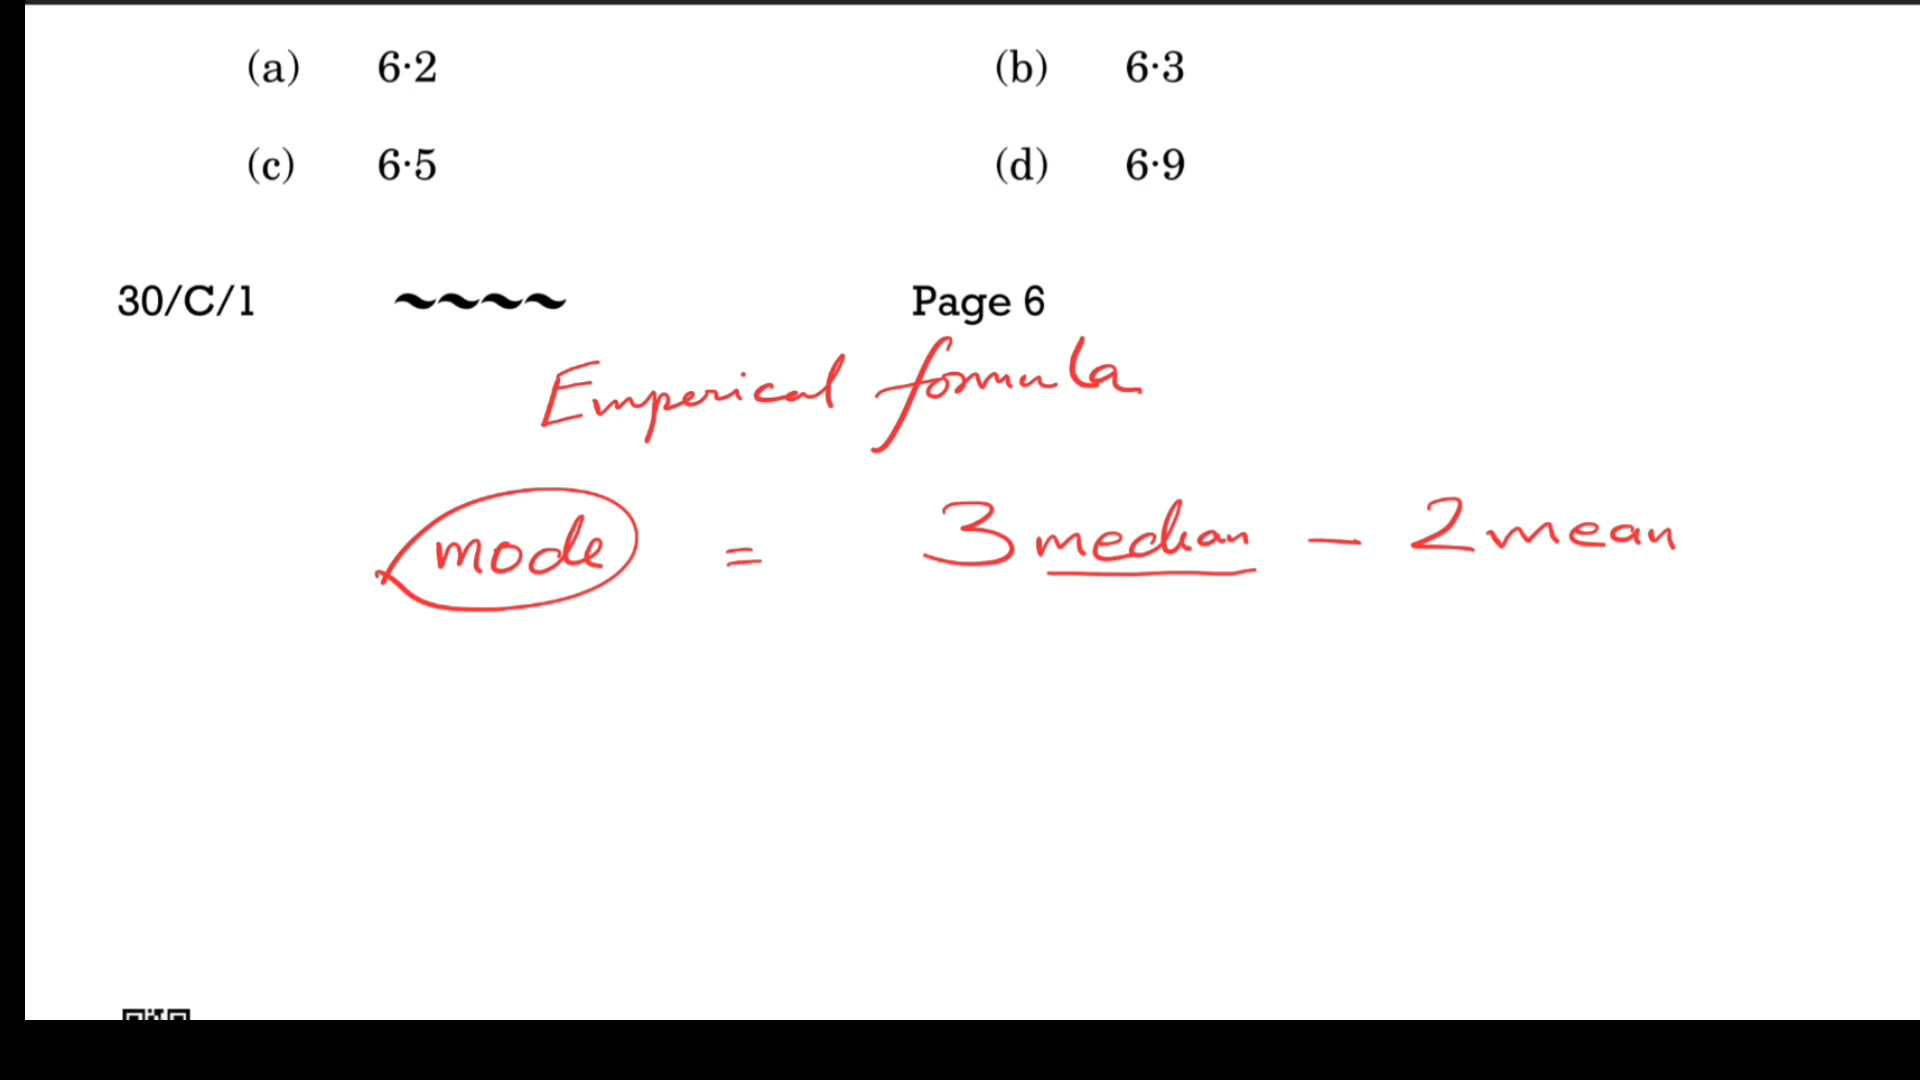 (a) 6·2 (b) 6·3
(c) 6·5 (d) 6·9
30/C/1 ~~~~ Page 6
Emperical formula
mode = 3 median – 2 mean